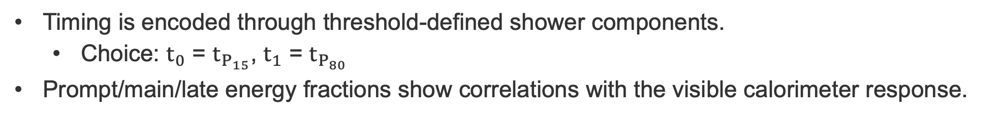 • Timing is encoded through threshold-defined shower components.
• Choice: t₀ = t_P₁₅, t₁ = t_P₈₀
• Prompt/main/late energy fractions show correlations with the visible calorimeter response.